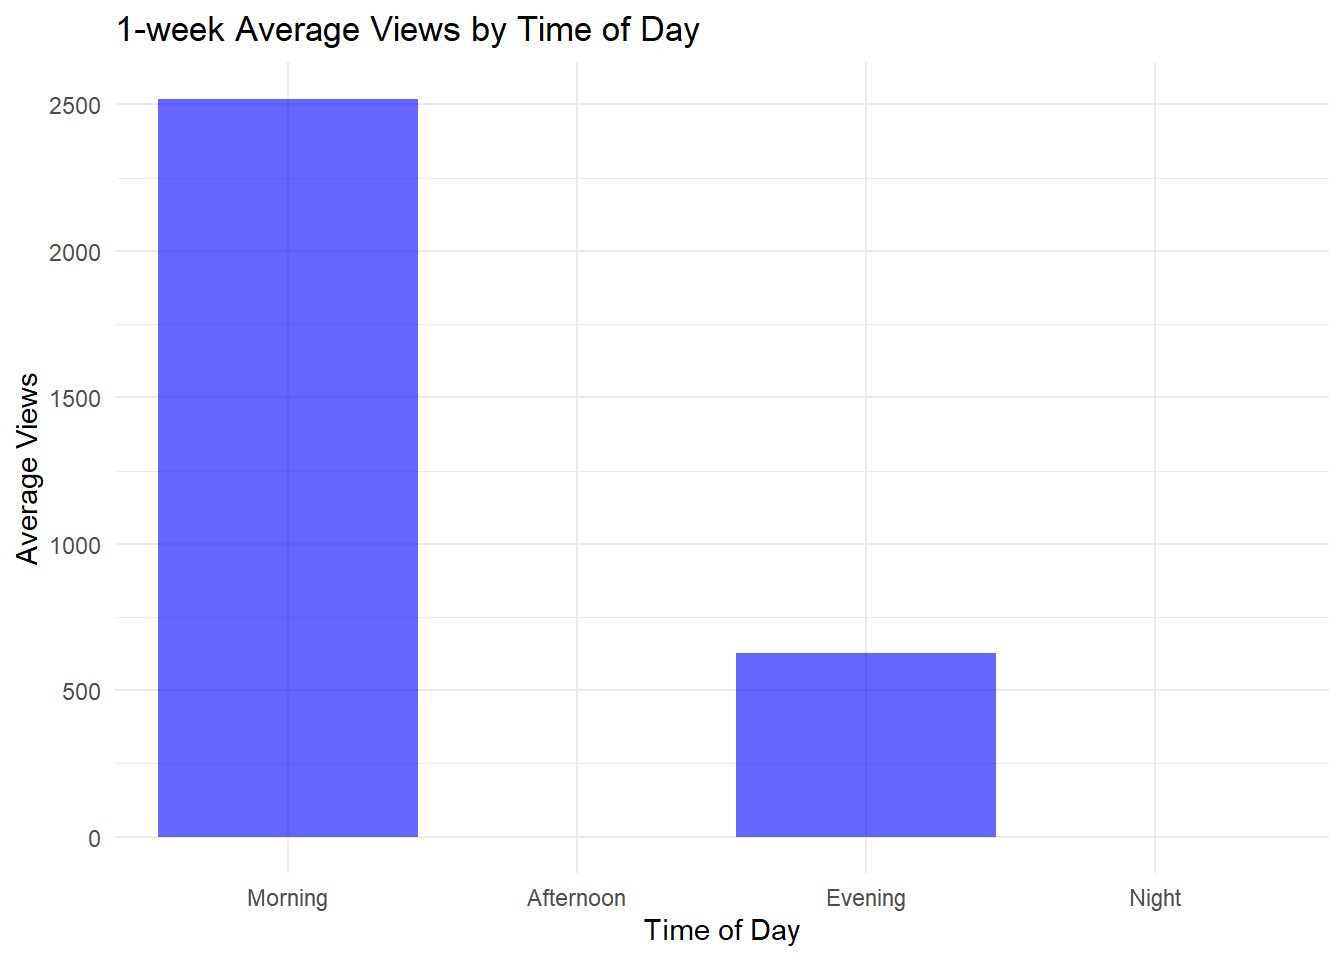 1-week Average Views by Time of Day
Average Views
2500
2000
1500
1000
500
0
Morning Afternoon Evening Night
Time of Day